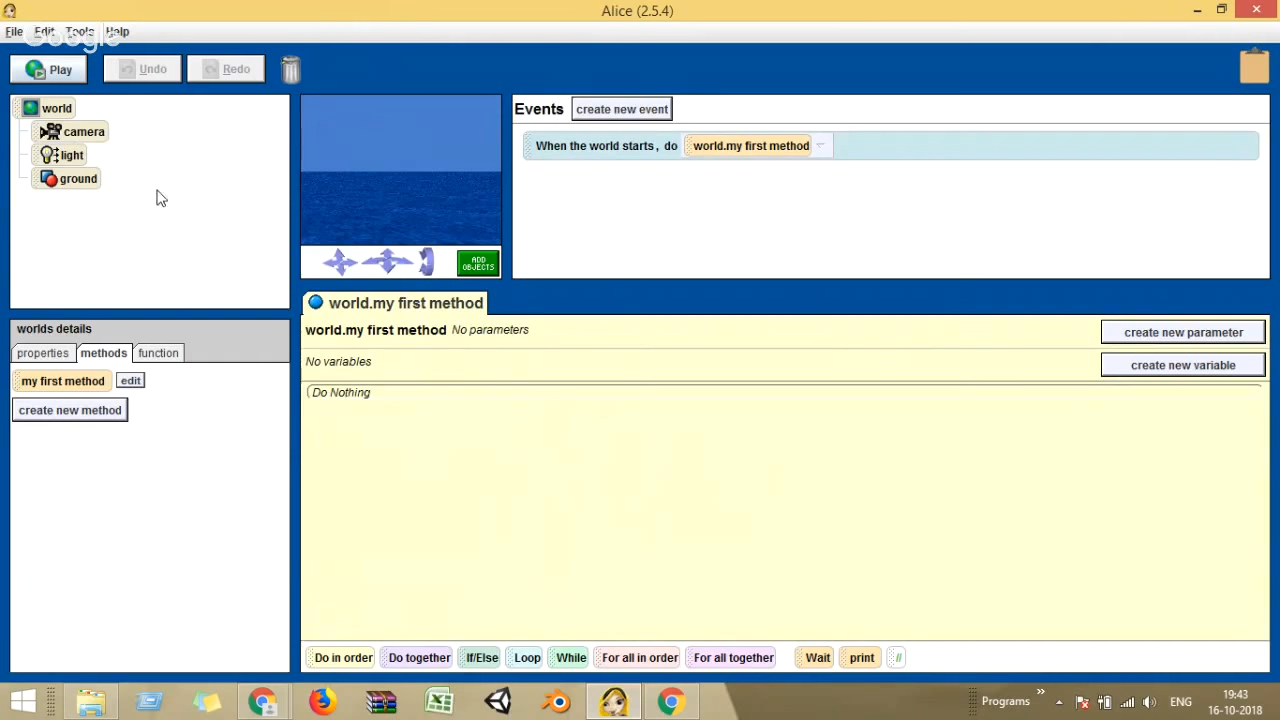 Alice (2.5.4)
File Edit Tools Help
Google
Play Undo Redo
world
camera
light
ground
ADD OBJECTS
Events create new event
When the world starts, do world.my first method
worlds details
properties methods function
my first method edit
create new method
world.my first method
world.my first method No parameters create new parameter
No variables create new variable
Do Nothing
Do in order Do together If/Else Loop While For all in order For all together Wait print //
Programs » ENG 19:43
16-10-2018